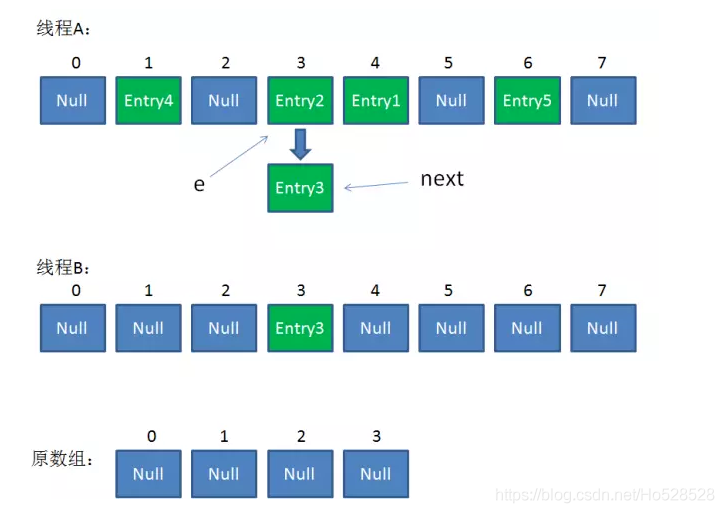 线程A：
0 1 2 3 4 5 6 7
Null Entry4 Null Entry2 Entry1 Null Entry5 Null
e Entry3 next
线程B：
0 1 2 3 4 5 6 7
Null Null Null Entry3 Null Null Null Null
0 1 2 3
原数组： Null Null Null Null
https://blog.csdn.net/Ho528528